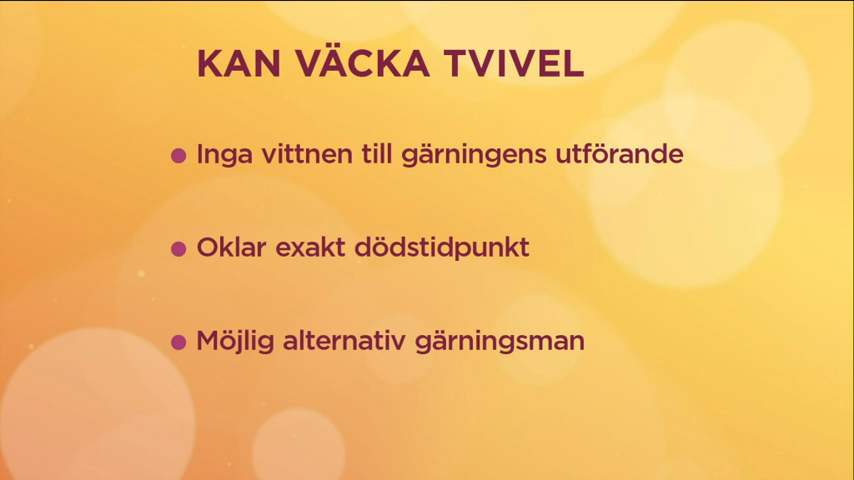 KAN VÄCKA TVIVEL
Inga vittnen till gärningens utförande
Oklar exakt dödstidpunkt
Möjlig alternativ gärningsman